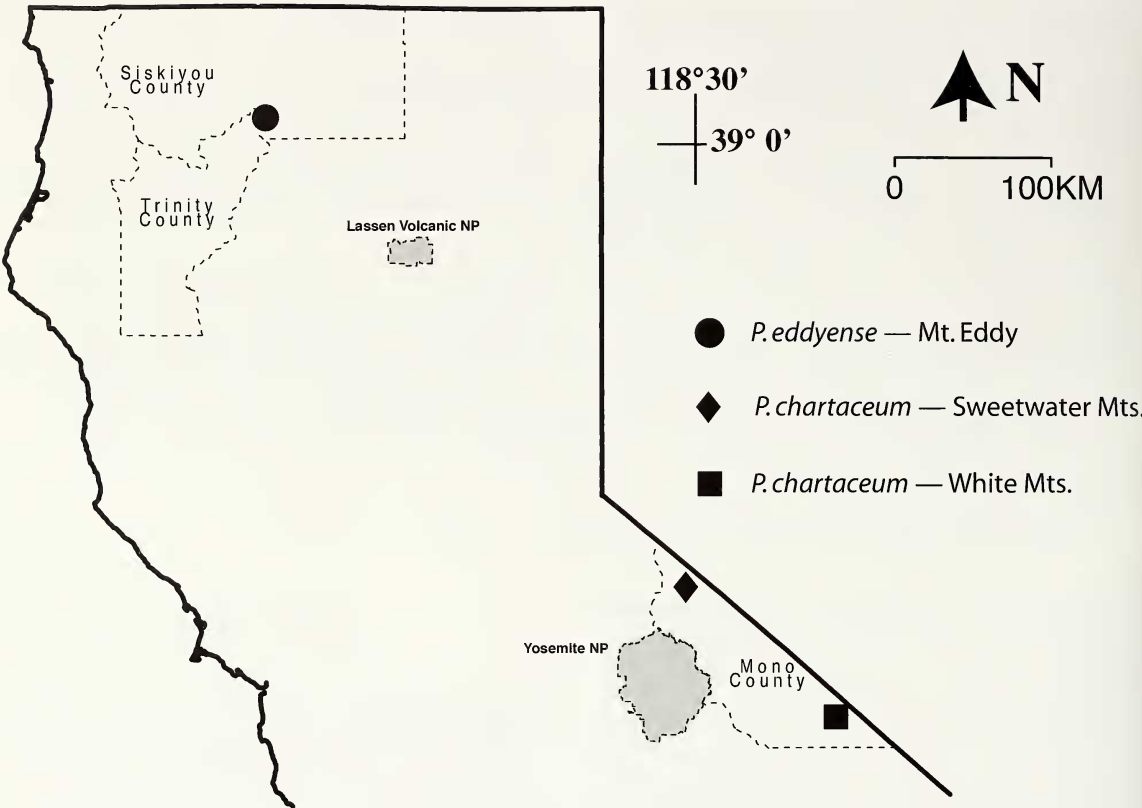 Siskiyou
County
118°30’
39° 0’
N
0 100KM
Trinity
County
Lassen Volcanic NP
P. eddyense — Mt. Eddy
P. chartaceum — Sweetwater Mts.
P. chartaceum — White Mts.
Yosemite NP
Mono
County